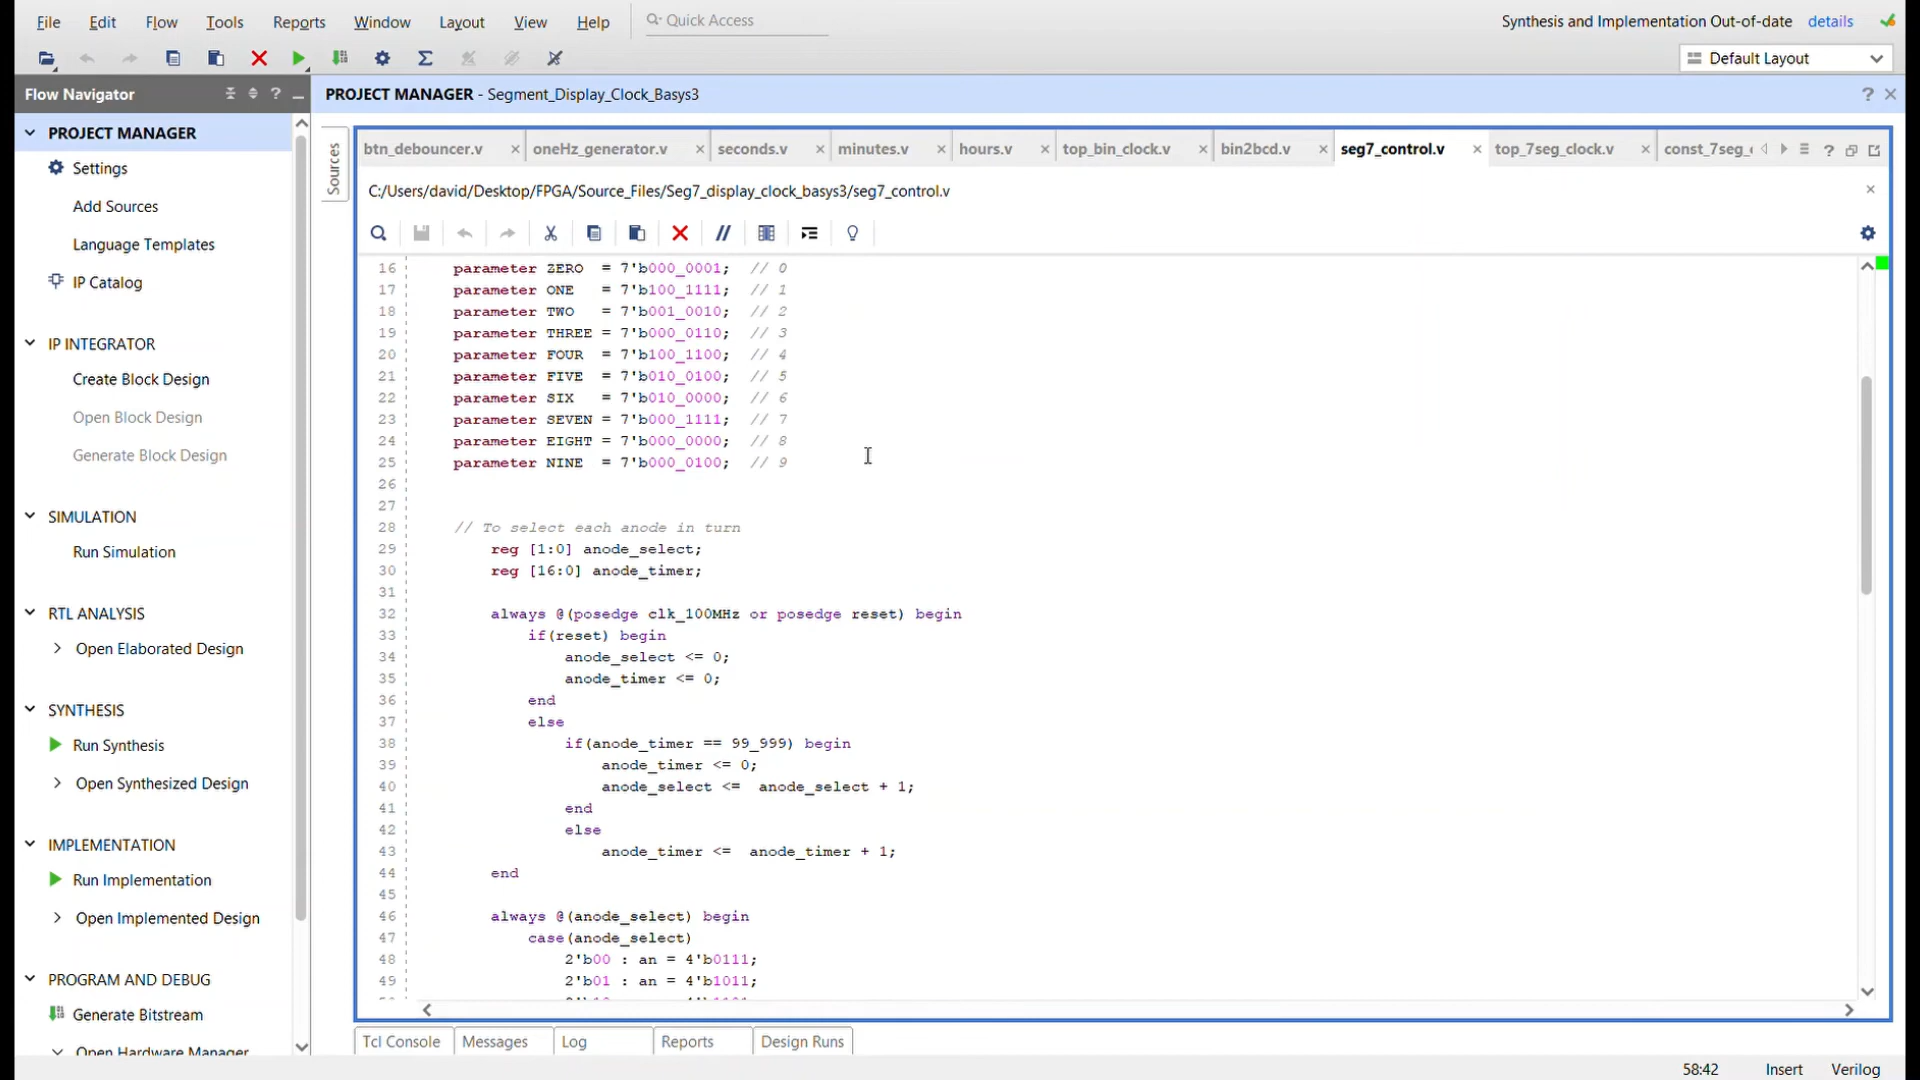 File Edit Flow Tools Reports Window Layout View Help Quick Access Synthesis and Implementation Out-of-date details
Default Layout
Flow Navigator
PROJECT MANAGER - Segment_Display_Clock_Basys3
PROJECT MANAGER
Settings
Add Sources
Language Templates
IP Catalog
IP INTEGRATOR
Create Block Design
Open Block Design
Generate Block Design
SIMULATION
Run Simulation
RTL ANALYSIS
Open Elaborated Design
SYNTHESIS
Run Synthesis
Open Synthesized Design
IMPLEMENTATION
Run Implementation
Open Implemented Design
PROGRAM AND DEBUG
Generate Bitstream
Open Hardware Manager
Sources
btn_debouncer.v oneHz_generator.v seconds.v minutes.v hours.v top_bin_clock.v bin2bcd.v seg7_control.v top_7seg_clock.v const_7seg_
C:/Users/david/Desktop/FPGA/Source_Files/Seg7_display_clock_basys3/seg7_control.v
16 parameter ZERO = 7'b000_0001; // 0
17 parameter ONE = 7'b100_1111; // 1
18 parameter TWO = 7'b001_0010; // 2
19 parameter THREE = 7'b000_0110; // 3
20 parameter FOUR = 7'b100_1100; // 4
21 parameter FIVE = 7'b010_0100; // 5
22 parameter SIX = 7'b010_0000; // 6
23 parameter SEVEN = 7'b000_1111; // 7
24 parameter EIGHT = 7'b000_0000; // 8
25 parameter NINE = 7'b000_0100; // 9
26
27
28 // To select each anode in turn
29 reg [1:0] anode_select;
30 reg [16:0] anode_timer;
31
32 always @(posedge clk_100MHz or posedge reset) begin
33 if(reset) begin
34 anode_select <= 0;
35 anode_timer <= 0;
36 end
37 else
38 if(anode_timer == 99_999) begin
39 anode_timer <= 0;
40 anode_select <= anode_select + 1;
41 end
42 else
43 anode_timer <= anode_timer + 1;
44 end
45
46 always @(anode_select) begin
47 case(anode_select)
48 2'b00 : an = 4'b0111;
49 2'b01 : an = 4'b1011;
Tcl Console Messages Log Reports Design Runs
58:42 Insert Verilog